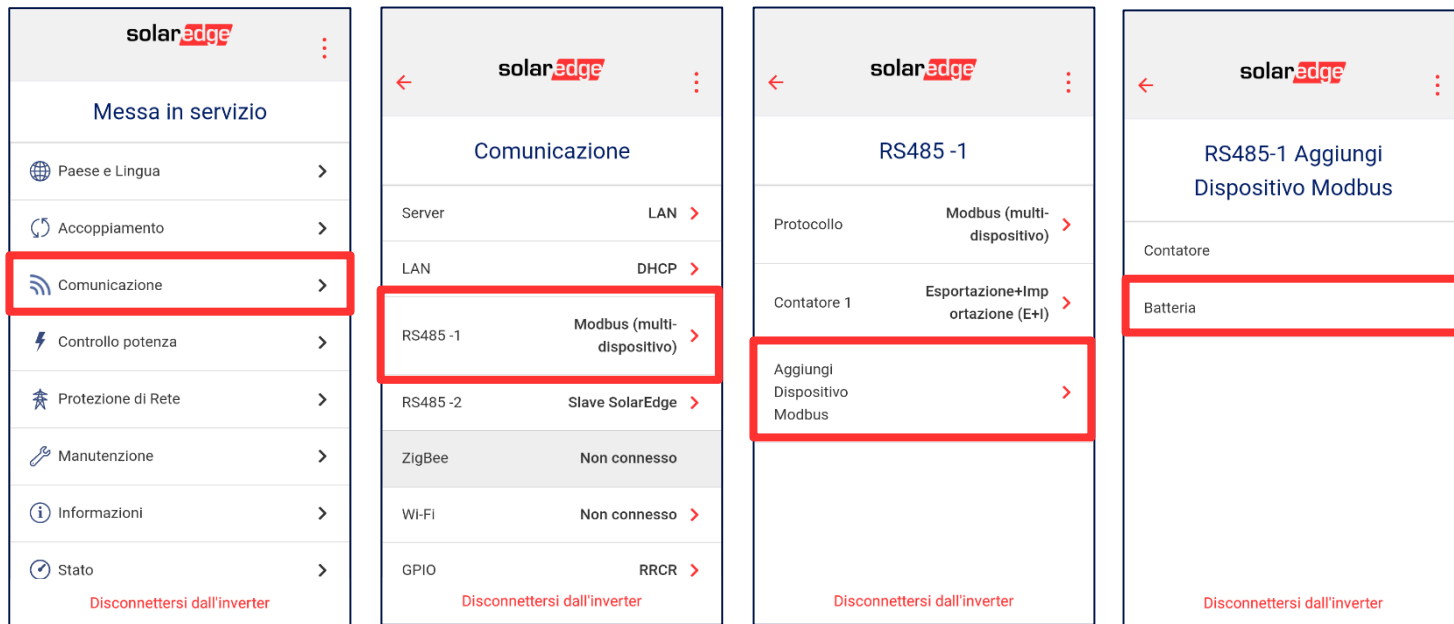 solaredge
Messa in servizio
Paese e Lingua
Accoppiamento
Comunicazione
Controllo potenza
Protezione di Rete
Manutenzione
Informazioni
Stato
Disconnettersi dall'inverter
solaredge
Comunicazione
Server LAN
LAN DHCP
RS485 -1 Modbus (multi-
dispositivo)
RS485 -2 Slave SolarEdge
ZigBee Non connesso
Wi-Fi Non connesso
GPIO RRCR
Disconnettersi dall'inverter
solaredge
RS485 -1
Protocollo Modbus (multi-
dispositivo)
Contatore 1 Esportazione+Imp
ortazione (E+I)
Aggiungi
Dispositivo
Modbus
Disconnettersi dall'inverter
solaredge
RS485-1 Aggiungi
Dispositivo Modbus
Contatore
Batteria
Disconnettersi dall'inverter